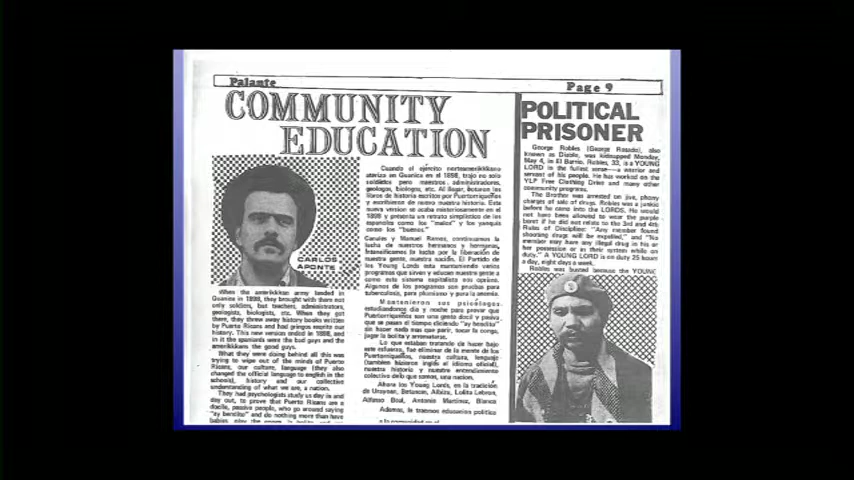 Palante
Page 9
COMMUNITY
EDUCATION
CARLOS
APONTE
When the amerikkkan army landed in
Guanica in 1898, they brought with them not
only soldiers, but teachers, administrators,
geologists, biologists, etc. When they got
there, they threw away history books written
by Puerto Ricans and had gringos rewrite our
history. This new version ended in 1898, and
in it the spaniards were the bad guys and the
amerikkkans the good guys.
What they were doing behind all this was
trying to wipe out of the minds of Puerto
Ricans, our culture, language (they also
changed the official language to english in the
schools), history and our collective
understanding of what we are, a nation.
They had psychologists study us day in and
day out, to prove that Puerto Ricans are a
docile, passive people, who go around saying
"ay bendito" and do nothing more than have
Cuando el ejército norteamerikkkano
aterriza en Guanica en el 1898, trajo no solo
soldados pero maestros, administradores,
geologos, biologos, etc. Al llegar, botaron los
libros de historia escritos por Puertorriqueños
y escribieron de nuevo nuestra historia. Esta
nueva version se acaba misteriosamente en el
1898 y presenta un retrato simplistico de los
españoles como los "malos" y los yanquis
como los "buenos."
Canales y Manuel Ramos, continuamos la
lucha de nuestros hermanos y hermanas,
Intensificamos la lucha por la liberación de
nuestra gente, nuestra nación. El Partido de
los Young Lords esta manteniendo varios
programas que sirven y educan nuestra gente a
como este sistema capitalista nos oprime.
Algunos de los programas son pruebas para
tuberculosis, para plomismo y para la anemia.
Mantenieron sus psicólogos
estudiandonos dia y noche para prover que
Puertorriqueños son una gente docil y pasiva
que se pasan el tiempo diciendo "ay bendito"
sin hacer nada mas que parir, tocar la conga,
jugar la bolita y
Lo que estaban tratando de hacer bajo
este refuerzo, fue eliminar de la mente de los
Puertorriqueños, nuestra cultura, lenguaje
(tambien hicieron inglés el idioma oficial),
nuestra historia y nuestro entendimiento
colectivo de lo que somos, una nacion.
Ahora los Young Lords, en la tradición
de Betances, Albizu, Lolita Lebron,
Antonio Martinez, Blanca
Ademas, le traemos educación politica
a la comunidad en el
POLITICAL
PRISONER
George Robles (George Rosado), also
known as Diablo, was kidnapped Monday,
May 4, in El Barrio. Robles, 33, is a YOUNG
LORD in the fullest sense—a warrior and
servant of his people. He has worked on the
YLP Free Clothing Drive and many other
community programs.
The Brother was arrested on jive, phony
charges of sale of drugs. Robles was a junkie
before he came into the LORDS. He would
not have been allowed to wear the purple
beret if he did not relate to the 3rd and 4th
Rules of Discipline: "Any member found
shooting drugs will be expelled," and "No
member may have any illegal drug in his or
her possession or in their system while on
duty." A YOUNG LORD is on duty 25 hours
a day, eight days a week.
Robles was busted because the YOUNG